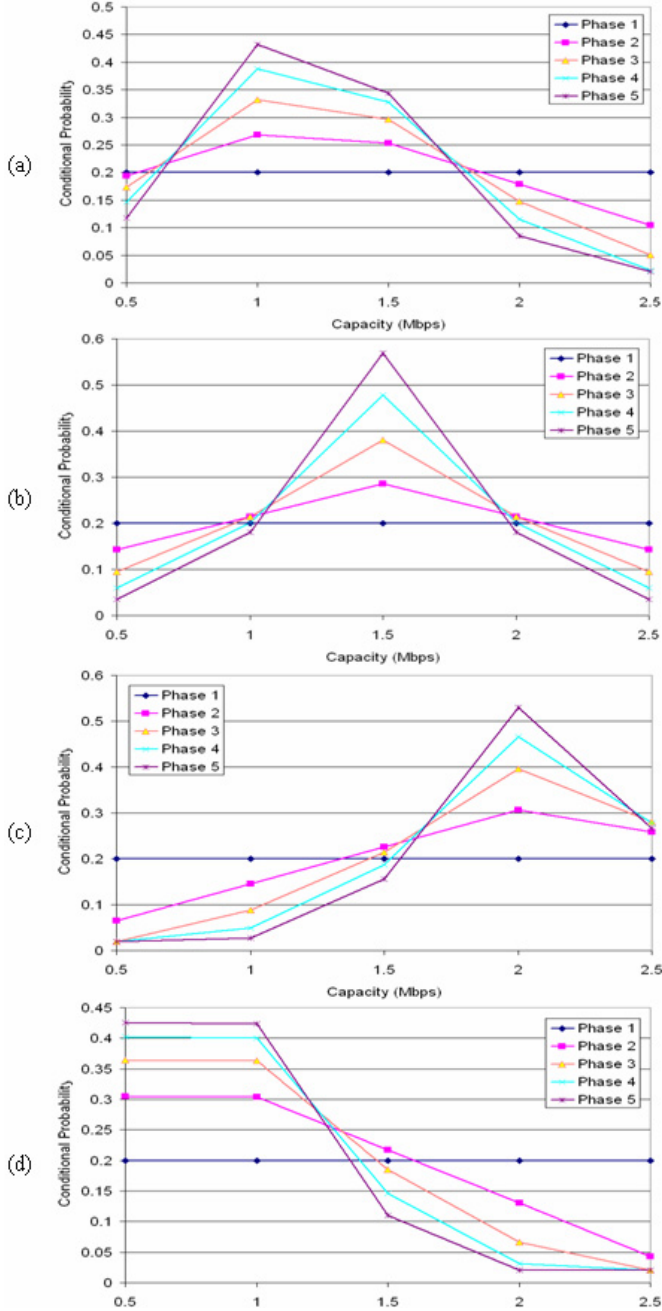 (a)
Conditional Probability
0.5
0.45
0.4
0.35
0.3
0.25
0.2
0.15
0.1
0.05
0
Phase 1
Phase 2
Phase 3
Phase 4
Phase 5
0.5 1 1.5 2 2.5
Capacity (Mbps)
(b)
Conditional Probability
0.6
0.5
0.4
0.3
0.2
0.1
0
Phase 1
Phase 2
Phase 3
Phase 4
Phase 5
0.5 1 1.5 2 2.5
Capacity (Mbps)
(c)
Conditional Probability
0.6
0.5
0.4
0.3
0.2
0.1
0
Phase 1
Phase 2
Phase 3
Phase 4
Phase 5
0.5 1 1.5 2 2.5
Capacity (Mbps)
(d)
Conditional Probability
0.45
0.4
0.35
0.3
0.25
0.2
0.15
0.1
0.05
0
Phase 1
Phase 2
Phase 3
Phase 4
Phase 5
0.5 1 1.5 2 2.5